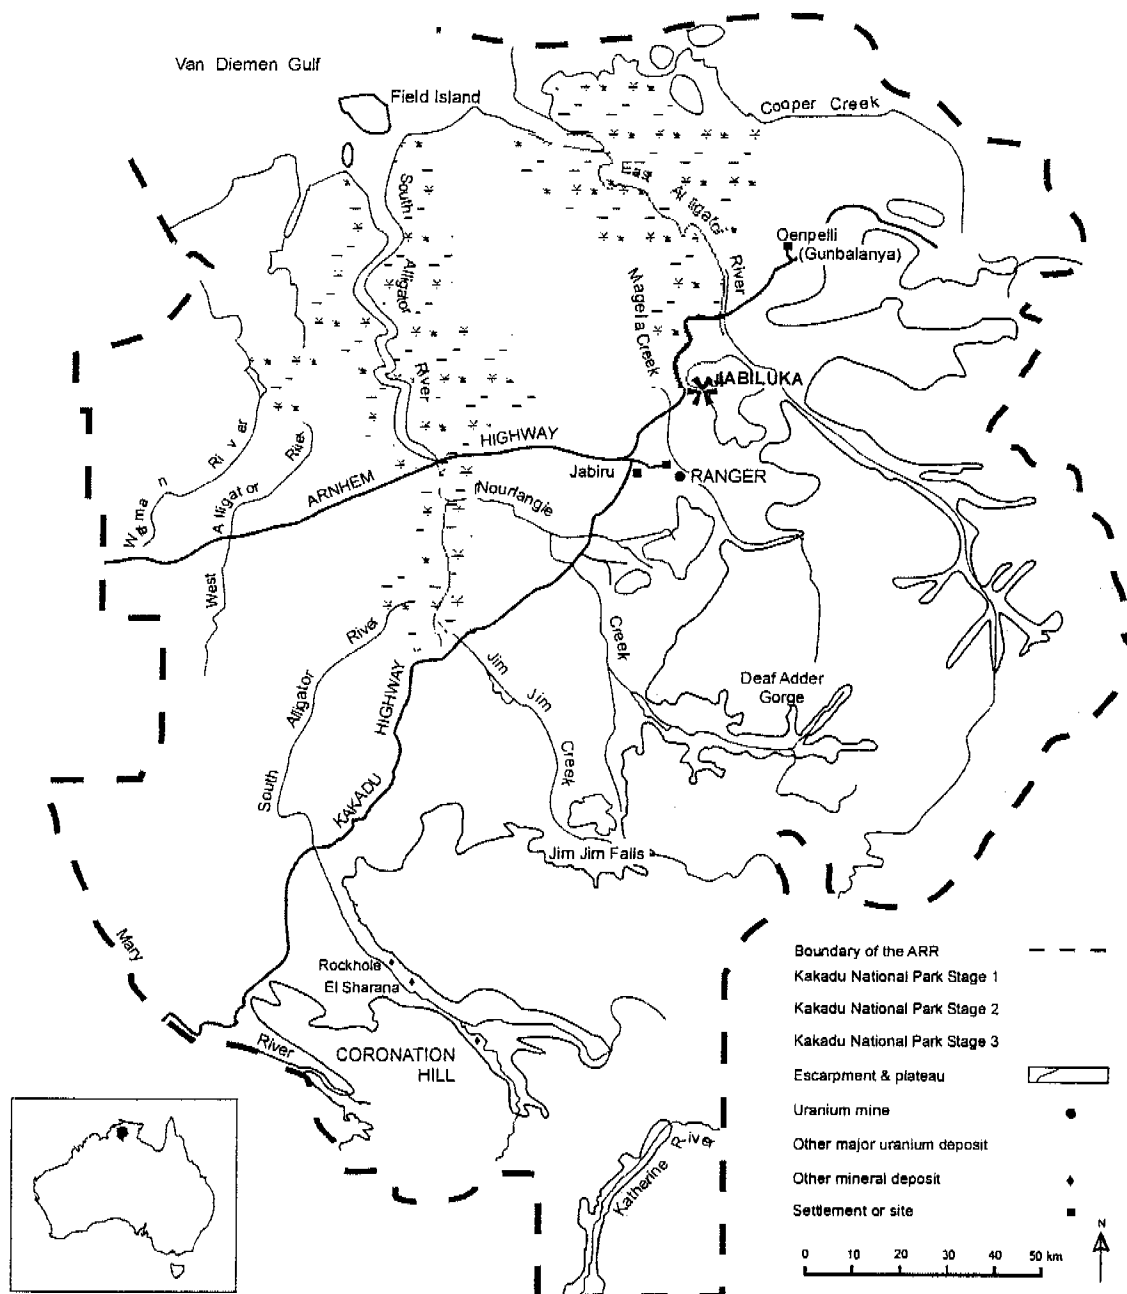 Van Diemen Gulf
Field Island
Cooper Creek
East Alligator River
South Alligator River
Oenpelli
(Gunbalanya)
Magela Creek
JABILUKA
HIGHWAY
ARNHEM
Jabiru
RANGER
Nourlangie
Creek
River
West Alligator River
Jim Jim Creek
Deaf Adder
Gorge
South Alligator River
KAKADU HIGHWAY
Jim Jim Falls
Mary
River
Rockhole
El Sharana
CORONATION
HILL
Katherine River
Boundary of the ARR
Kakadu National Park Stage 1
Kakadu National Park Stage 2
Kakadu National Park Stage 3
Escarpment & plateau
Uranium mine
Other major uranium deposit
Other mineral deposit
Settlement or site
N
0 10 20 30 40 50 km